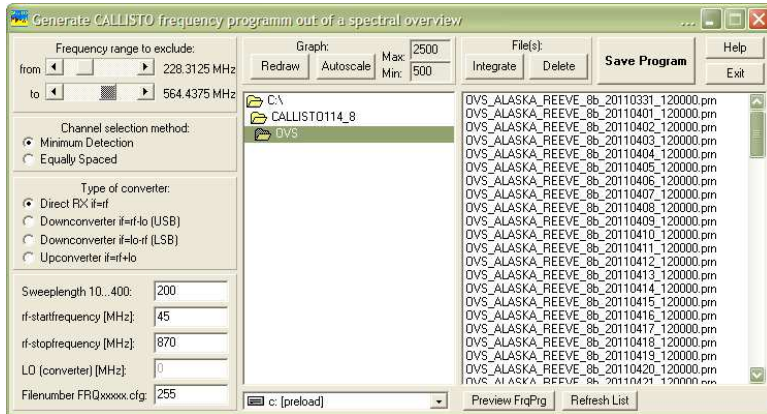 Generate CALLISTO frequency programm out of a spectral overview
...
Frequency range to exclude:
from 228.3125 MHz
to 564.4375 MHz
Channel selection method:
Minimum Detection
Equally Spaced
Type of converter:
Direct RX if=rf
Downconverter if=rf-lo (USB)
Downconverter if=lo-rf (LSB)
Upconverter if=rf+lo
Sweeplength 10...400: 200
rf-startfrequency [MHz]: 45
rf-stopfrequency [MHz]: 870
LO (converter) [MHz]: 0
Filenumber FRQxxxxx.cfg: 255
Graph:
Redraw Autoscale
Max: 2500
Min: 500
C:\
CALLISTO114_8
OVS
c: [preload]
File(s):
Integrate Delete
Save Program
Help
Exit
OVS_ALASKA_REEVE_8b_20110331_120000.prn
OVS_ALASKA_REEVE_8b_20110401_120000.prn
OVS_ALASKA_REEVE_8b_20110402_120000.prn
OVS_ALASKA_REEVE_8b_20110403_120000.prn
OVS_ALASKA_REEVE_8b_20110404_120000.prn
OVS_ALASKA_REEVE_8b_20110405_120000.prn
OVS_ALASKA_REEVE_8b_20110406_120000.prn
OVS_ALASKA_REEVE_8b_20110407_120000.prn
OVS_ALASKA_REEVE_8b_20110408_120000.prn
OVS_ALASKA_REEVE_8b_20110409_120000.prn
OVS_ALASKA_REEVE_8b_20110410_120000.prn
OVS_ALASKA_REEVE_8b_20110411_120000.prn
OVS_ALASKA_REEVE_8b_20110412_120000.prn
OVS_ALASKA_REEVE_8b_20110413_120000.prn
OVS_ALASKA_REEVE_8b_20110414_120000.prn
OVS_ALASKA_REEVE_8b_20110415_120000.prn
OVS_ALASKA_REEVE_8b_20110416_120000.prn
OVS_ALASKA_REEVE_8b_20110417_120000.prn
OVS_ALASKA_REEVE_8b_20110418_120000.prn
OVS_ALASKA_REEVE_8b_20110419_120000.prn
OVS_ALASKA_REEVE_8b_20110420_120000.prn
OVS_ALASKA_REEVE_8b_20110421_120000.prn
Preview FrqPrg Refresh List